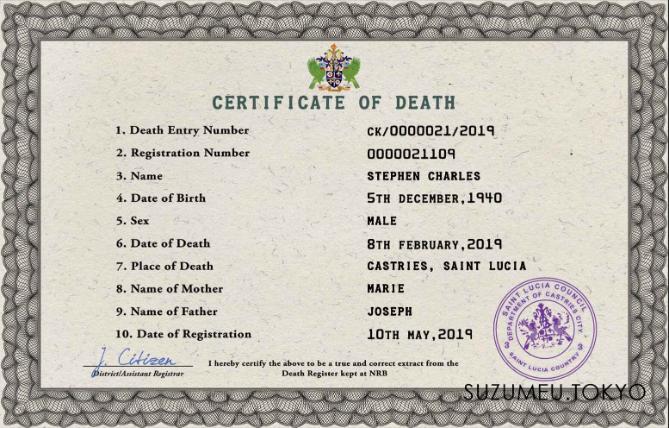 CERTIFICATE OF DEATH
1. Death Entry Number CK/0000021/2019
2. Registration Number 0000021109
3. Name STEPHEN CHARLES
4. Date of Birth 5TH DECEMBER,1940
5. Sex MALE
6. Date of Death 8TH FEBRUARY,2019
7. Place of Death CASTRIES, SAINT LUCIA
8. Name of Mother MARIE
9. Name of Father JOSEPH
10. Date of Registration 10TH MAY,2019
SAINT LUCIA COUNCIL
DEPARTMENT OF CASTRIES CITY
3 3
SAINT LUCIA COUNTRY
J. Citizen
District/Assistant Registrar
I hereby certify the above to be a true and correct extract from the
Death Register kept at NRB
SUZUMEU.TOKYO